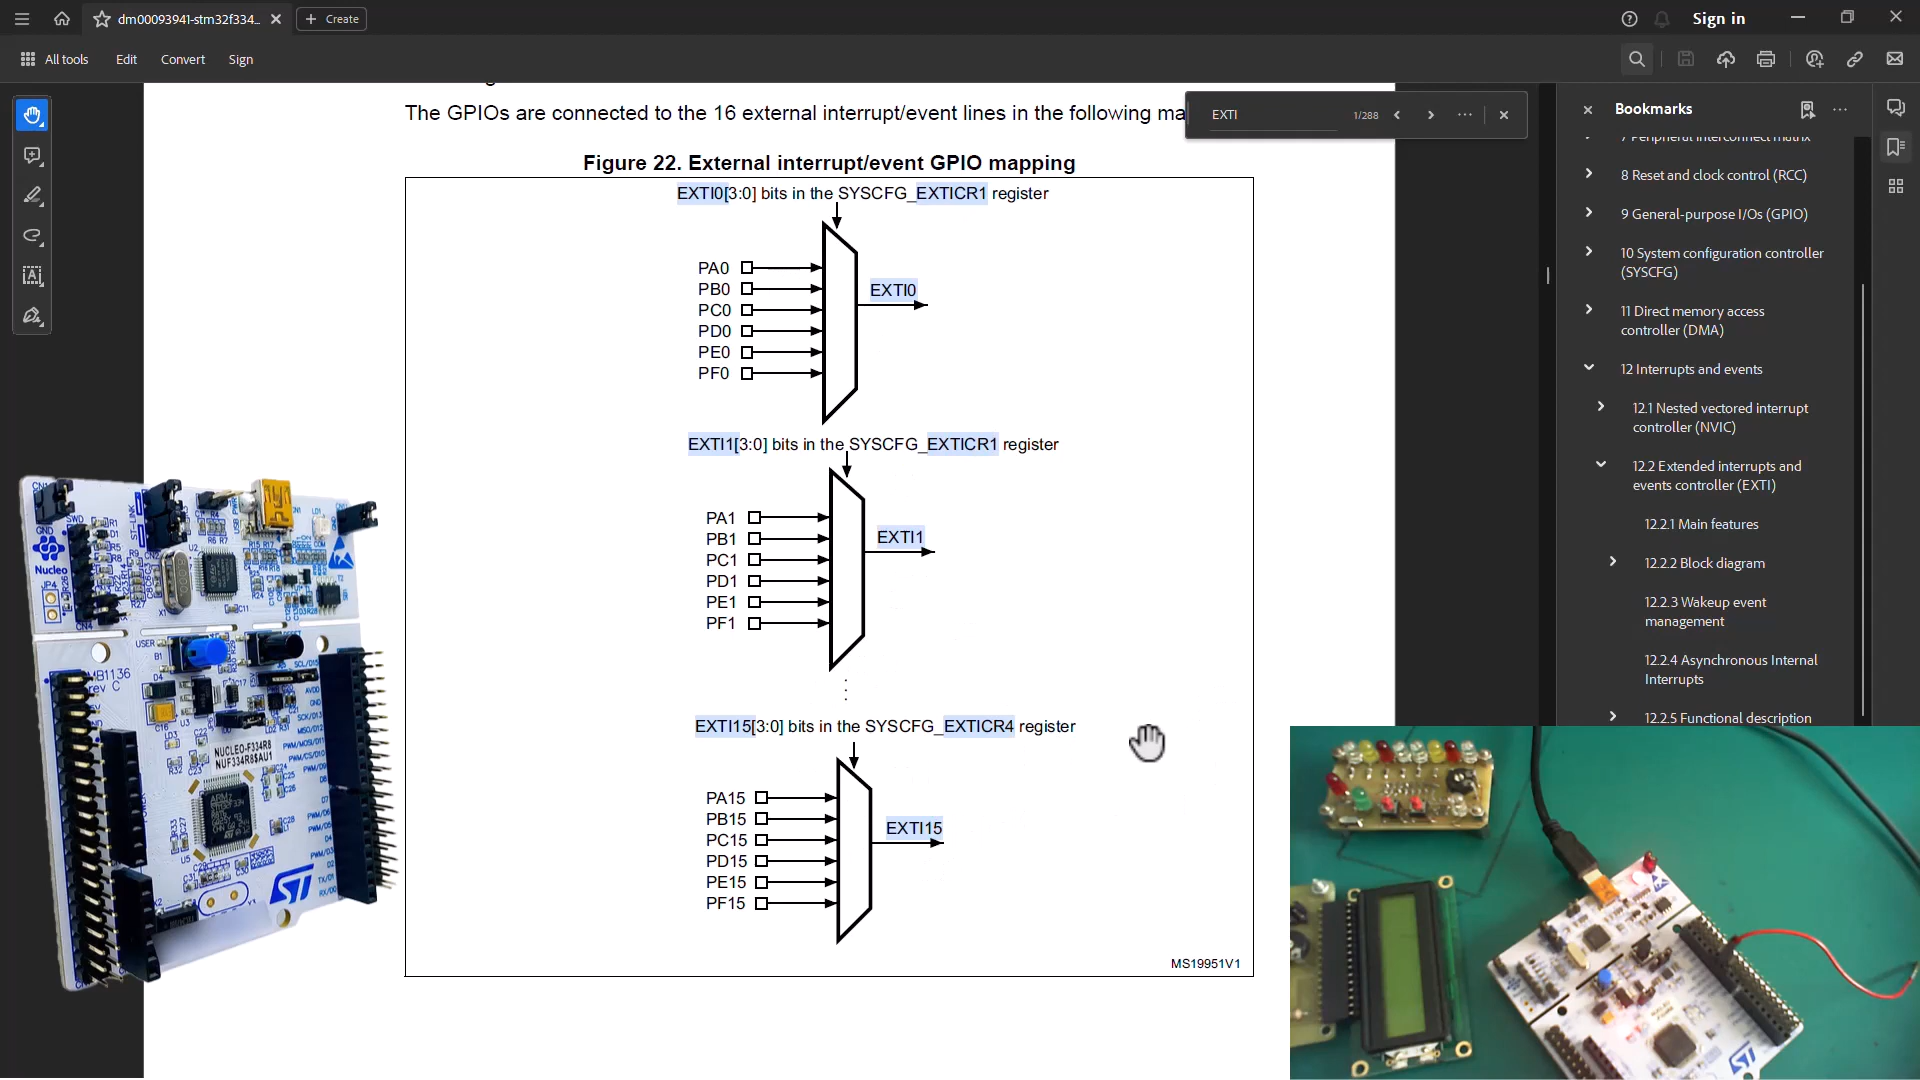 dm00093941-stm32f334...
Create
Sign in
All tools
Edit
Convert
Sign
The GPIOs are connected to the 16 external interrupt/event lines in the following ma
EXTI
1/288
Figure 22. External interrupt/event GPIO mapping
EXTI0[3:0] bits in the SYSCFG_EXTICR1 register
PA0
PB0
PC0
PD0
PE0
PF0
EXTI0
EXTI1[3:0] bits in the SYSCFG_EXTICR1 register
PA1
PB1
PC1
PD1
PE1
PF1
EXTI1
EXTI15[3:0] bits in the SYSCFG_EXTICR4 register
PA15
PB15
PC15
PD15
PE15
PF15
EXTI15
MS19951V1
Bookmarks
7 Peripheral interconnect matrix
8 Reset and clock control (RCC)
9 General-purpose I/Os (GPIO)
10 System configuration controller
(SYSCFG)
11 Direct memory access
controller (DMA)
12 Interrupts and events
12.1 Nested vectored interrupt
controller (NVIC)
12.2 Extended interrupts and
events controller (EXTI)
12.2.1 Main features
12.2.2 Block diagram
12.2.3 Wakeup event
management
12.2.4 Asynchronous Internal
Interrupts
12.2.5 Functional description
Nucleo
USER
B1
MB1136
rev C
NUCLEO-F334R8
NUF334R8$AU1